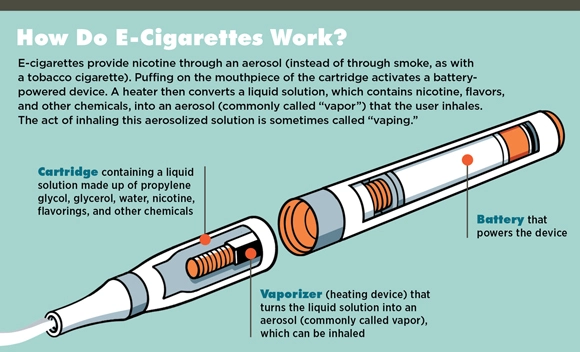 How Do E-Cigarettes Work?
E-cigarettes provide nicotine through an aerosol (instead of through smoke, as with
a tobacco cigarette). Puffing on the mouthpiece of the cartridge activates a battery-
powered device. A heater then converts a liquid solution, which contains nicotine, flavors,
and other chemicals, into an aerosol (commonly called “vapor”) that the user inhales.
The act of inhaling this aerosolized solution is sometimes called “vaping.”
Cartridge containing a liquid
solution made up of propylene
glycol, glycerol, water, nicotine,
flavorings, and other chemicals
Battery that
powers the device
Vaporizer (heating device) that
turns the liquid solution into an
aerosol (commonly called vapor),
which can be inhaled